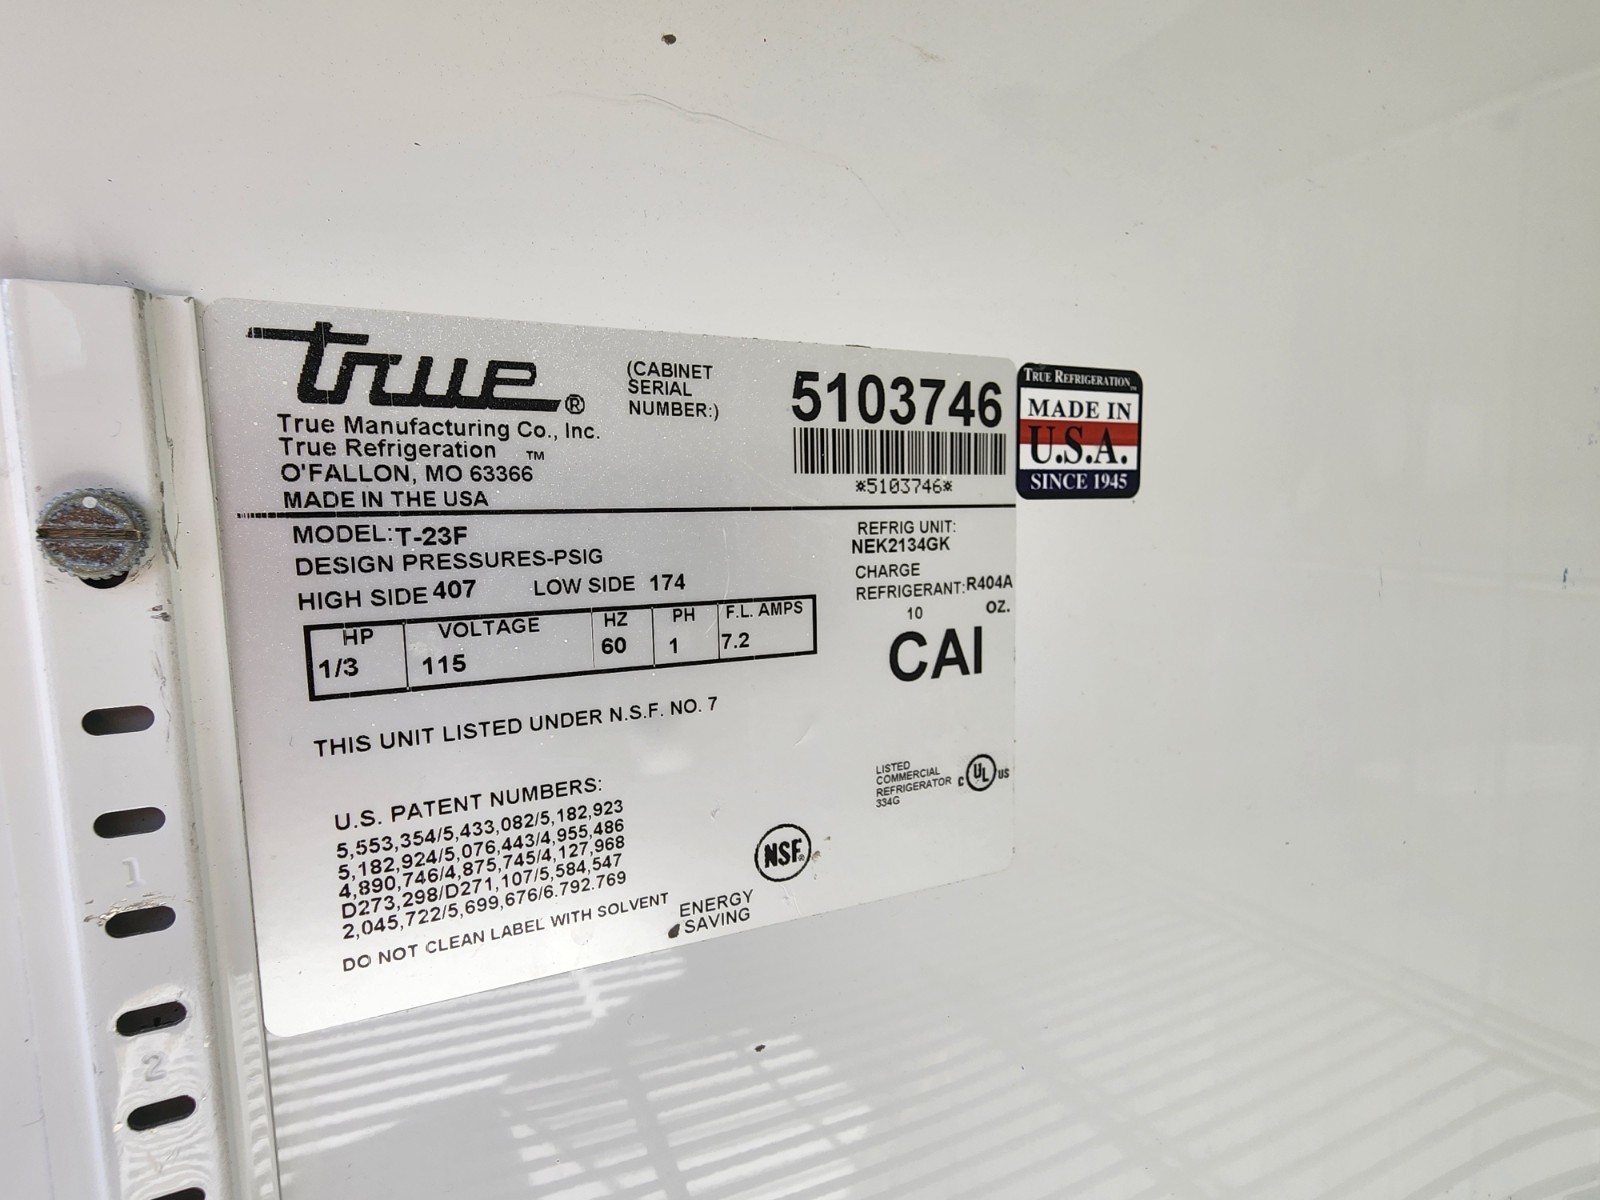 true®
True Manufacturing Co., Inc.
True Refrigeration ™
O'FALLON, MO 63366
MADE IN THE USA
(CABINET
SERIAL
NUMBER:)
5103746
*5103746*
TRUE REFRIGERATION
MADE IN
U.S.A.
SINCE 1945
MODEL: T-23F
DESIGN PRESSURES-PSIG
HIGH SIDE 407 LOW SIDE 174
HP VOLTAGE HZ PH F.L. AMPS
1/3 115 60 1 7.2
REFRIG UNIT:
NEK2134GK
CHARGE
REFRIGERANT: R404A
10 OZ.
CAI
THIS UNIT LISTED UNDER N.S.F. NO. 7
LISTED
COMMERCIAL
REFRIGERATOR
334G
C UL US
U.S. PATENT NUMBERS:
5,553,354/5,433,082/5,182,923
5,182,924/5,076,443/4,955,486
4,890,746/4,875,745/4,127,968
D273,298/D271,107/5,584,547
2,045,722/5,699,676/6.792.769
DO NOT CLEAN LABEL WITH SOLVENT
NSF®
ENERGY
SAVING
1
2